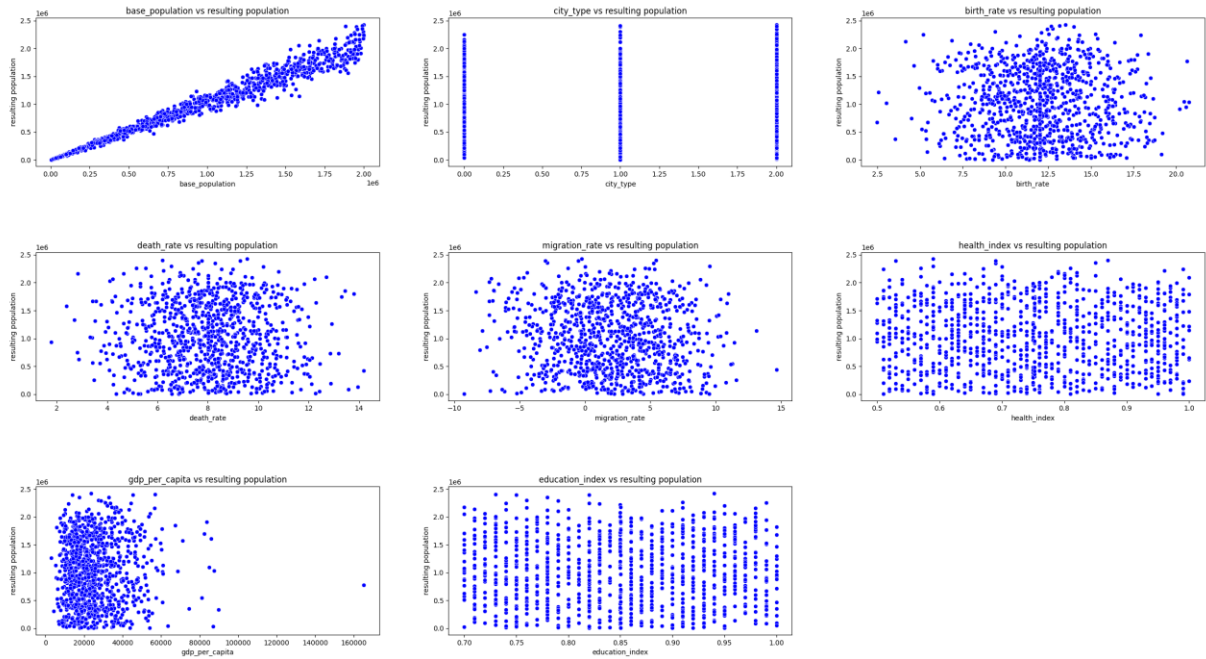 base_population vs resulting population
1e6
2.5
2.0
1.5
1.0
0.5
0.0
resulting population
0.00 0.25 0.50 0.75 1.00 1.25 1.50 1.75 2.00
base_population
1e6
city_type vs resulting population
1e6
2.5
2.0
1.5
1.0
0.5
0.0
resulting population
0.00 0.25 0.50 0.75 1.00 1.25 1.50 1.75 2.00
city_type
birth_rate vs resulting population
1e6
2.5
2.0
1.5
1.0
0.5
0.0
resulting population
2.5 5.0 7.5 10.0 12.5 15.0 17.5 20.0
birth_rate
death_rate vs resulting population
1e6
2.5
2.0
1.5
1.0
0.5
0.0
resulting population
2 4 6 8 10 12 14
death_rate
migration_rate vs resulting population
1e6
2.5
2.0
1.5
1.0
0.5
0.0
resulting population
−10 −5 0 5 10 15
migration_rate
health_index vs resulting population
1e6
2.5
2.0
1.5
1.0
0.5
0.0
resulting population
0.5 0.6 0.7 0.8 0.9 1.0
health_index
gdp_per_capita vs resulting population
1e6
2.5
2.0
1.5
1.0
0.5
0.0
resulting population
0 20000 40000 60000 80000 100000 120000 140000 160000
gdp_per_capita
education_index vs resulting population
1e6
2.5
2.0
1.5
1.0
0.5
0.0
resulting population
0.70 0.75 0.80 0.85 0.90 0.95 1.00
education_index